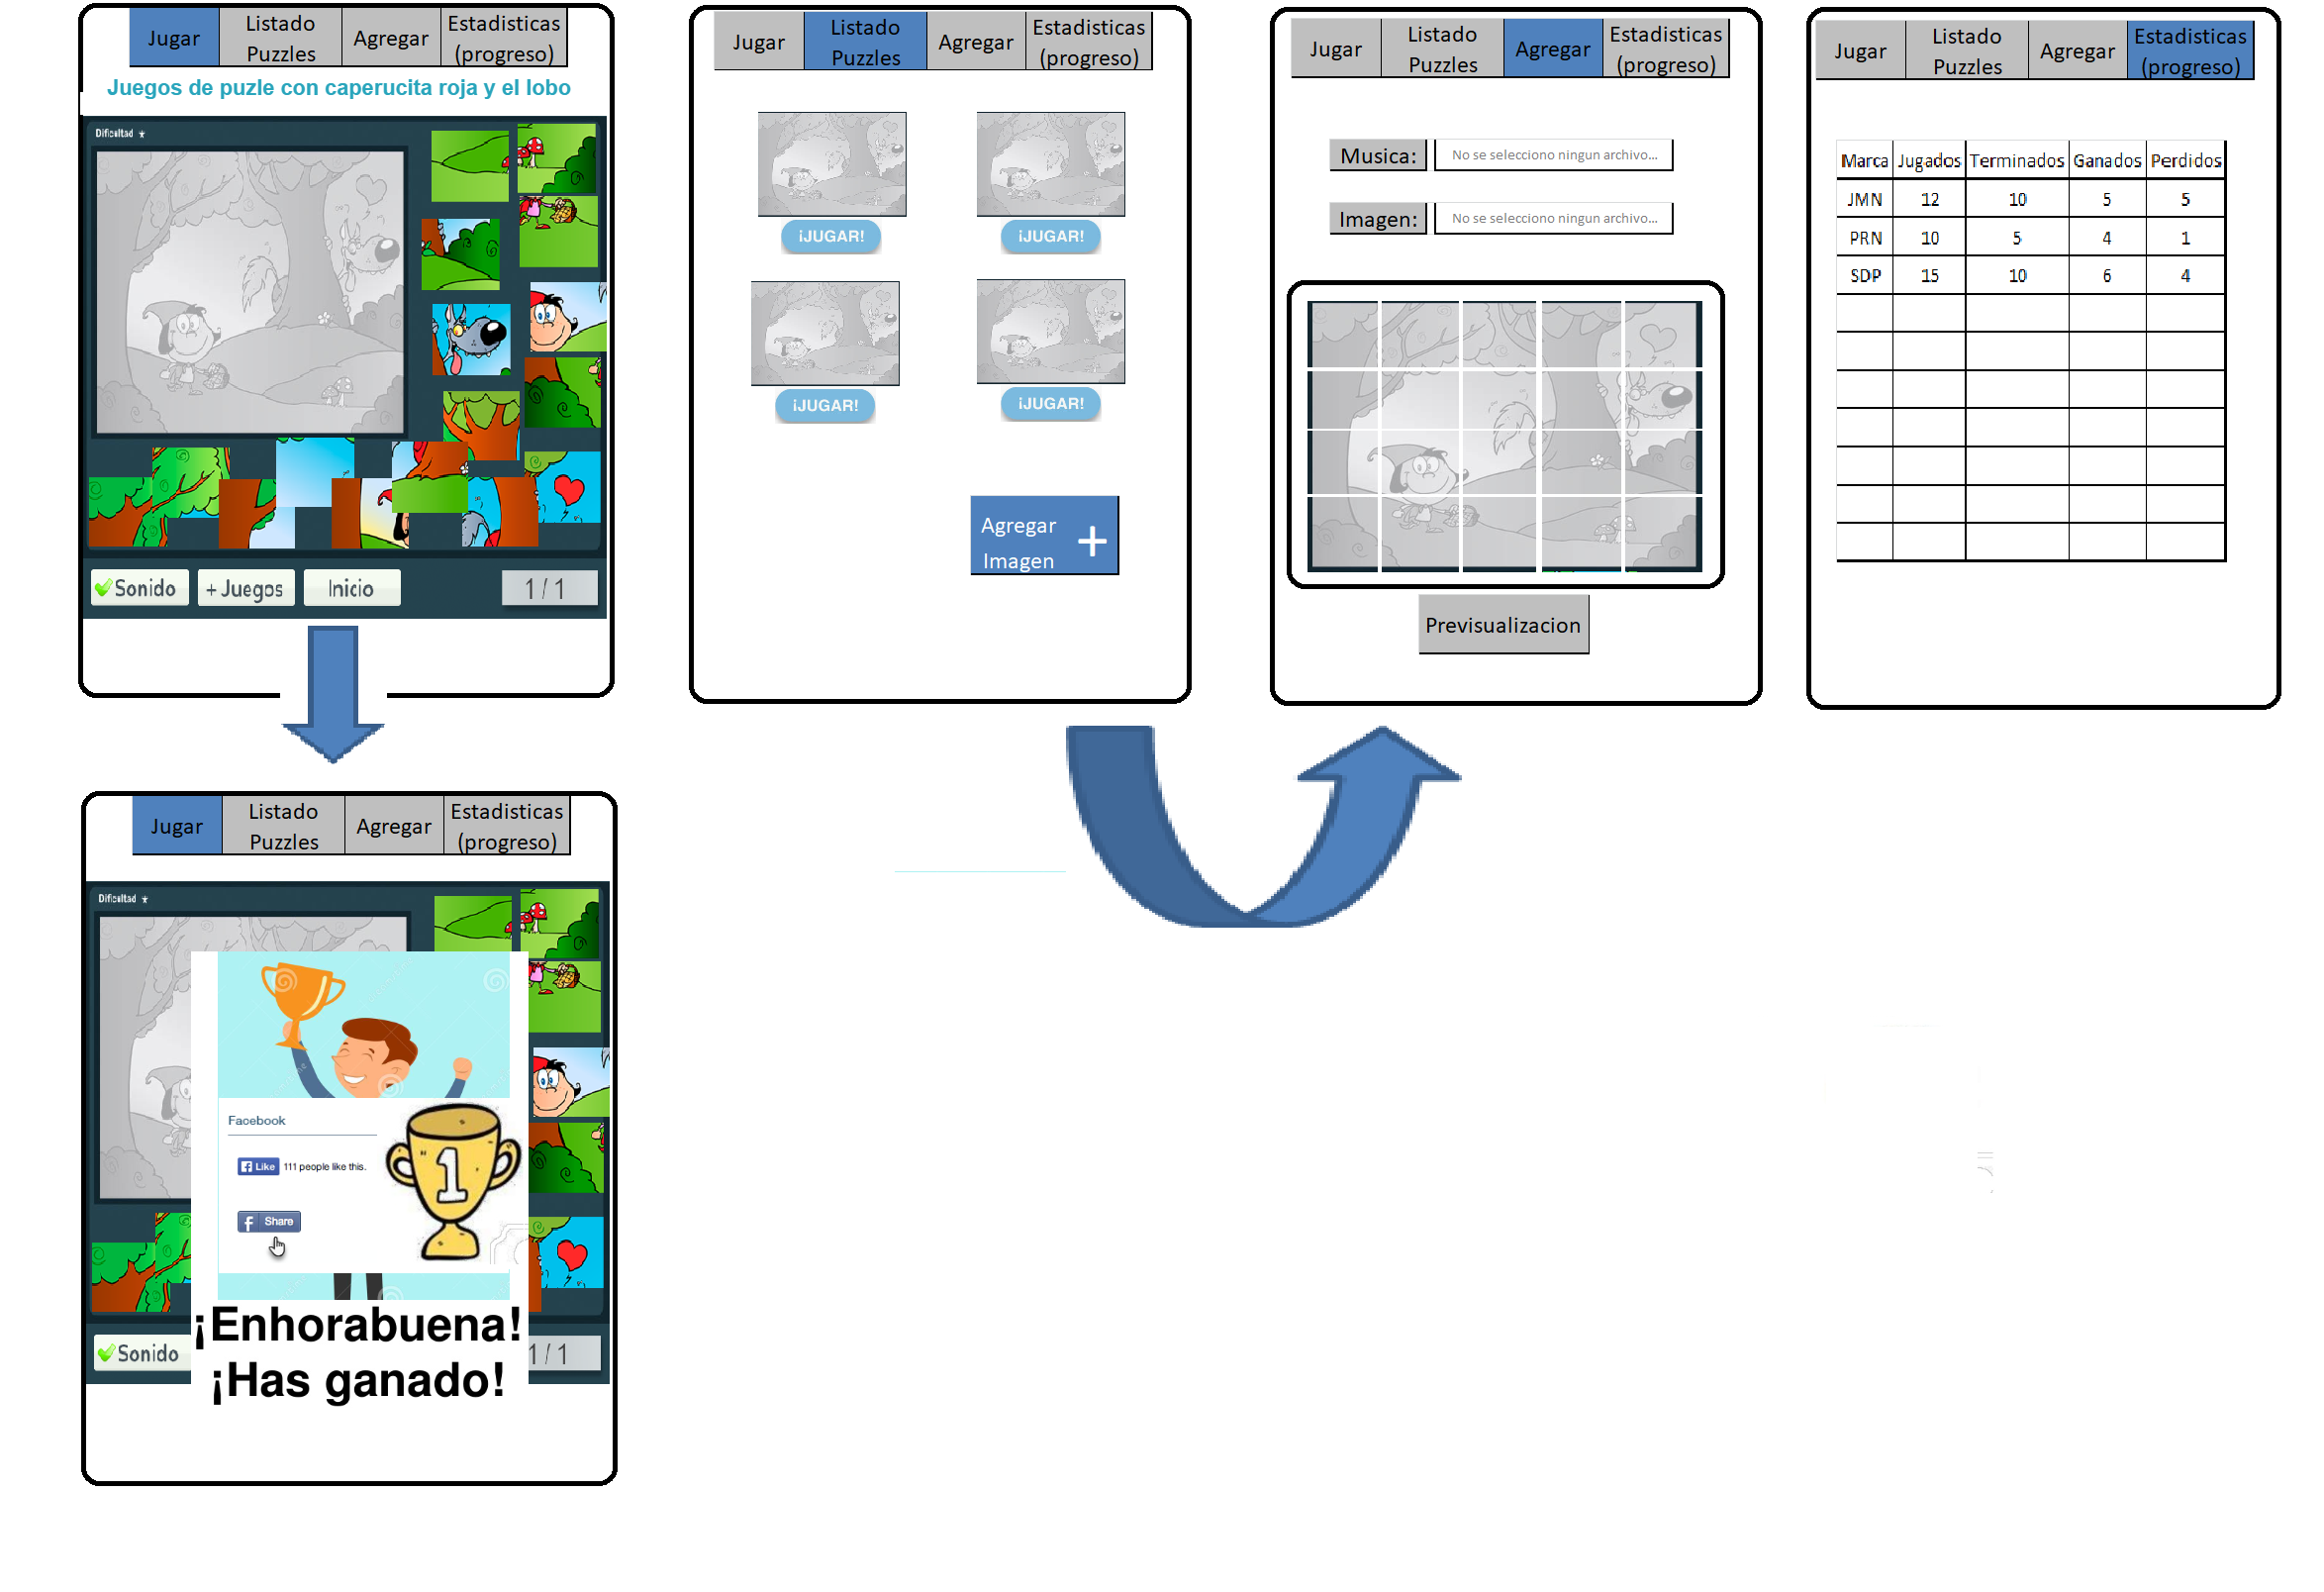 Jugar
Listado
Puzzles
Agregar
Estadisticas
(progreso)
Juegos de puzle con caperucita roja y el lobo
Dificultad
Sonido
+ Juegos
Inicio
1 / 1
Jugar
Listado
Puzzles
Agregar
Estadisticas
(progreso)
¡JUGAR!
¡JUGAR!
¡JUGAR!
¡JUGAR!
Agregar
Imagen +
Jugar
Listado
Puzzles
Agregar
Estadisticas
(progreso)
Musica: No se selecciono ningun archivo...
Imagen: No se selecciono ningun archivo...
Previsualizacion
Jugar
Listado
Puzzles
Agregar
Estadisticas
(progreso)
Marca Jugados Terminados Ganados Perdidos
JMN 12 10 5 5
PRN 10 5 4 1
SDP 15 10 6 4
Jugar
Listado
Puzzles
Agregar
Estadisticas
(progreso)
Dificultad
Facebook
Like 111 people like this.
1
Share
Sonido
1 / 1
¡Enhorabuena!
¡Has ganado!